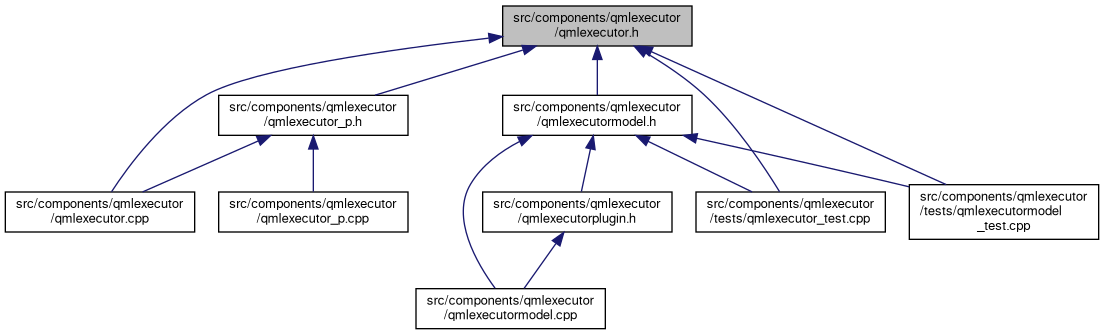 src/components/qmlexecutor
/qmlexecutor.h
src/components/qmlexecutor
/qmlexecutor_p.h
src/components/qmlexecutor
/qmlexecutormodel.h
src/components/qmlexecutor
/qmlexecutor.cpp
src/components/qmlexecutor
/qmlexecutor_p.cpp
src/components/qmlexecutor
/qmlexecutorplugin.h
src/components/qmlexecutor
/tests/qmlexecutor_test.cpp
src/components/qmlexecutor
/tests/qmlexecutormodel
_test.cpp
src/components/qmlexecutor
/qmlexecutormodel.cpp